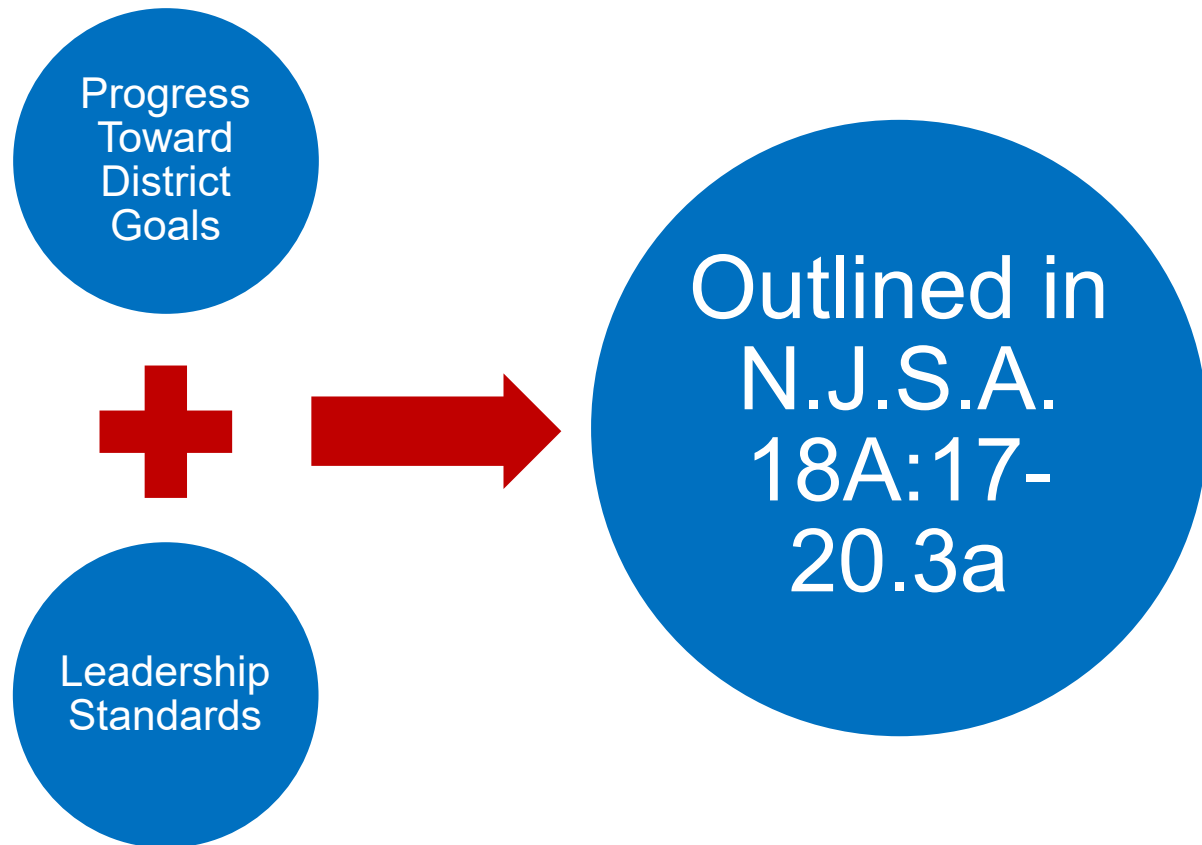 Progress
Toward
District
Goals
Leadership
Standards
Outlined in
N.J.S.A.
18A:17-
20.3a